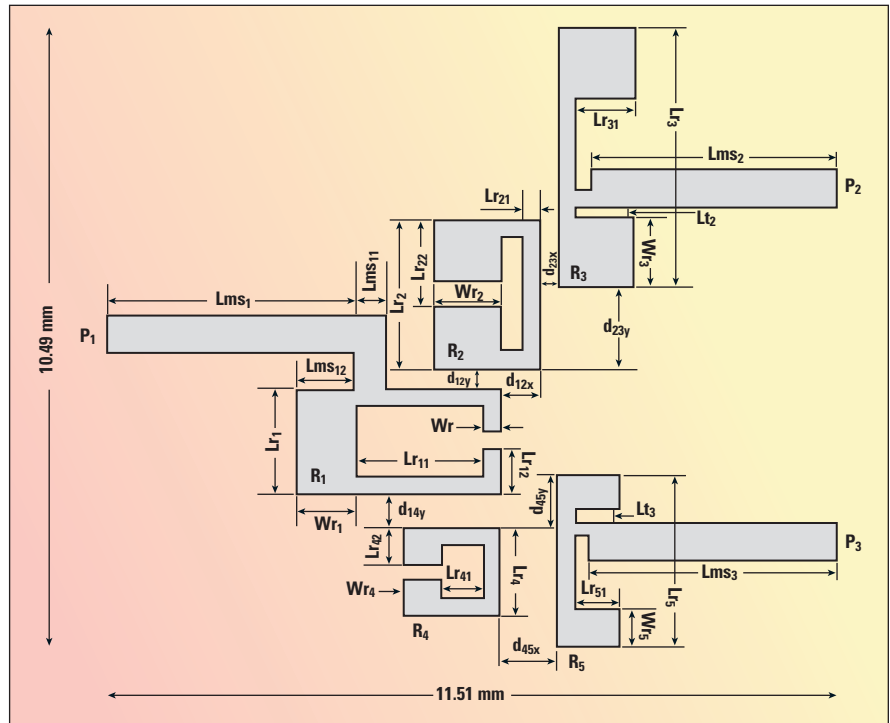 Lr31
Lr3
Lms2
P2
Lr21
Lt2
Wr3
d23x
R3
Lms11
Lr22
Lr2
Wr2
Lms1
d23y
P1
R2
10.49 mm
Lms12
d12y
d12x
Wr
Lr1
Lr11
Lr12
R1
d45y
Wr1
d14y
Lt3
Lr42
P3
Lr41
Lr4
Lms3
Lr51
Lr5
Wr4
Wr5
R4
d45x
R5
11.51 mm